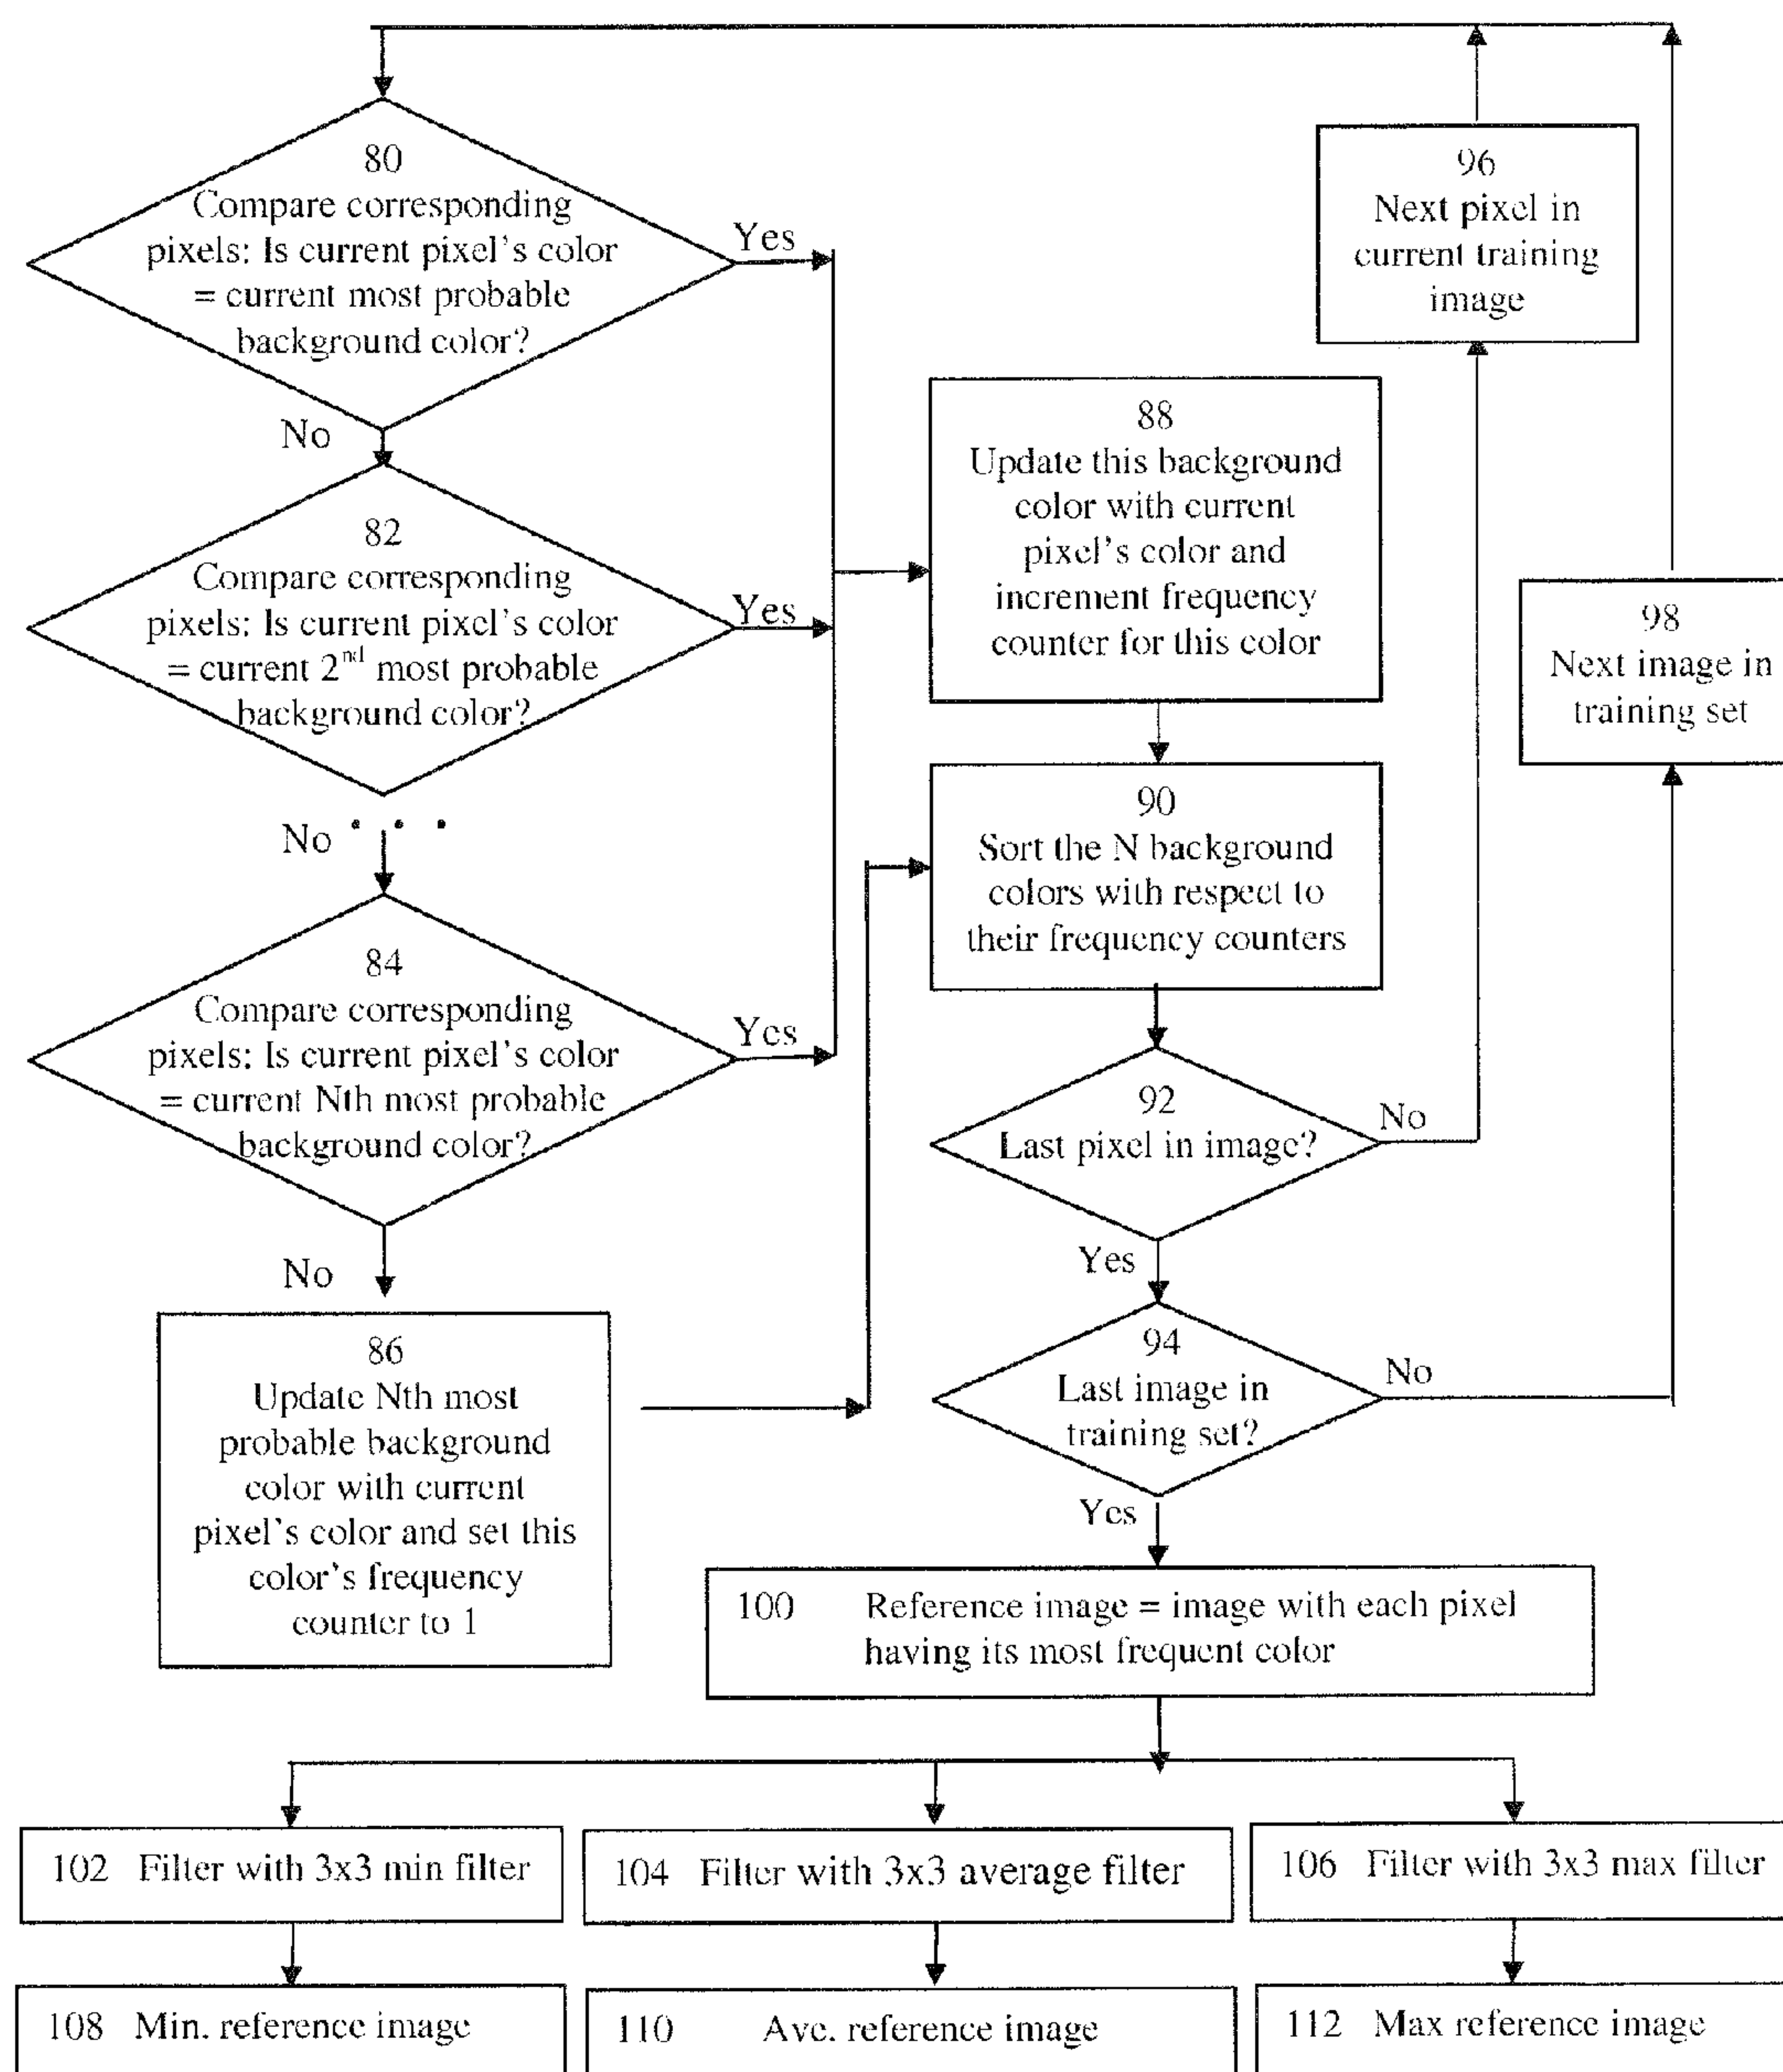 80
Compare corresponding
pixels: Is current pixel's color
= current most probable
background color?
Yes
No
82
Compare corresponding
pixels: Is current pixel's color
= current 2nd most probable
background color?
Yes
No . . .
84
Compare corresponding
pixels: Is current pixel's color
= current Nth most probable
background color?
Yes
No
86
Update Nth most
probable background
color with current
pixel's color and set this
color's frequency
counter to 1
88
Update this background
color with current
pixel's color and
increment frequency
counter for this color
90
Sort the N background
colors with respect to
their frequency counters
92
Last pixel in image?
No
Yes
94
Last image in
training set?
No
Yes
96
Next pixel in
current training
image
98
Next image in
training set
100 Reference image = image with each pixel
having its most frequent color
102 Filter with 3x3 min filter
104 Filter with 3x3 average filter
106 Filter with 3x3 max filter
108 Min. reference image
110 Ave. reference image
112 Max reference image